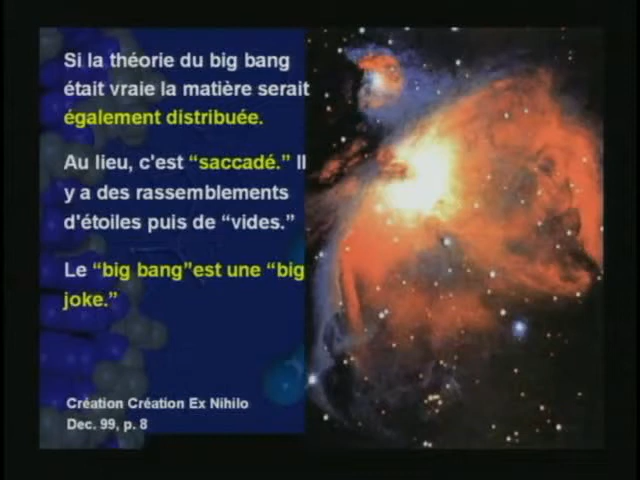 Si la théorie du big bang
était vraie la matière serait
également distribuée.
Au lieu, c'est “saccadé.” Il
y a des rassemblements
d'étoiles puis de “vides.”
Le “big bang”est une “big
joke.”
Création Création Ex Nihilo
Dec. 99, p. 8